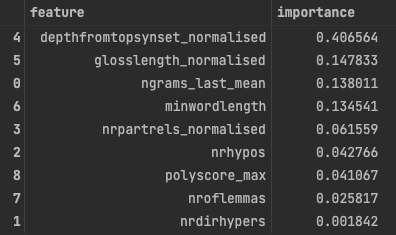 feature importance
4 depthfromtopsynset_normalised 0.406564
5 glosslength_normalised 0.147833
0 ngrams_last_mean 0.138011
6 minwordlength 0.134541
3 nrpartrels_normalised 0.061559
2 nrhypos 0.042766
8 polyscore_max 0.041067
7 nroflemmas 0.025817
1 nrdirhypers 0.001842